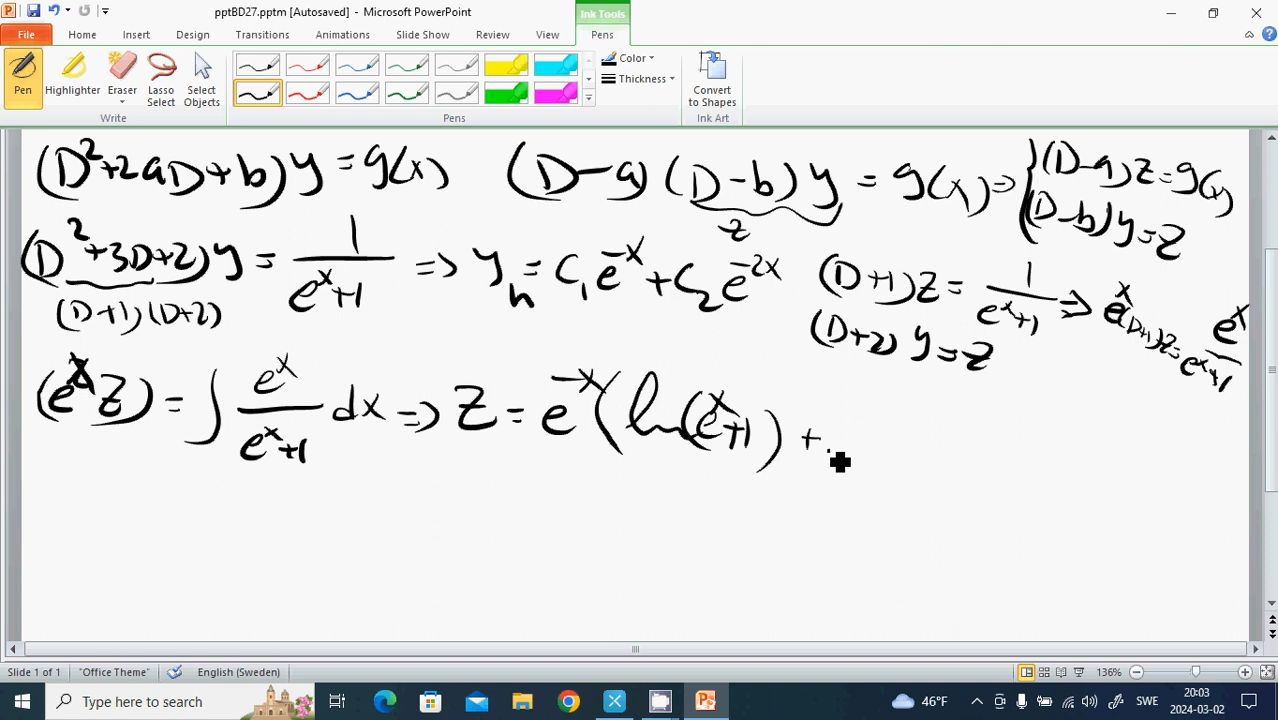 pptBD27.pptm [Autosaved] - Microsoft PowerPoint
Ink Tools
File Home Insert Design Transitions Animations Slide Show Review View Pens
Pen Highlighter Eraser Lasso Select Select Objects
Color
Thickness
Convert to Shapes
Write Pens Ink Art
(D²+2aD+b)y = g(x) (D-a)(D-b)y = g(x) => {(D-a)z = g(x)
z (D-b)y = z
(D²+3D+2)y = 1/(eˣ+1) => yₕ = C₁e⁻ˣ + C₂e⁻²ˣ (D+1)z = 1/(eˣ+1) => eˣ(D+1)z = eˣ/(eˣ+1)
(D+1)(D+2) (D+2)y = z
(eˣz) = ∫ eˣ/(eˣ+1) dx => z = e⁻ˣ(ln(eˣ+1) +
Slide 1 of 1 "Office Theme" English (Sweden) 136%
Type here to search 46°F SWE 20:03
2024-03-02